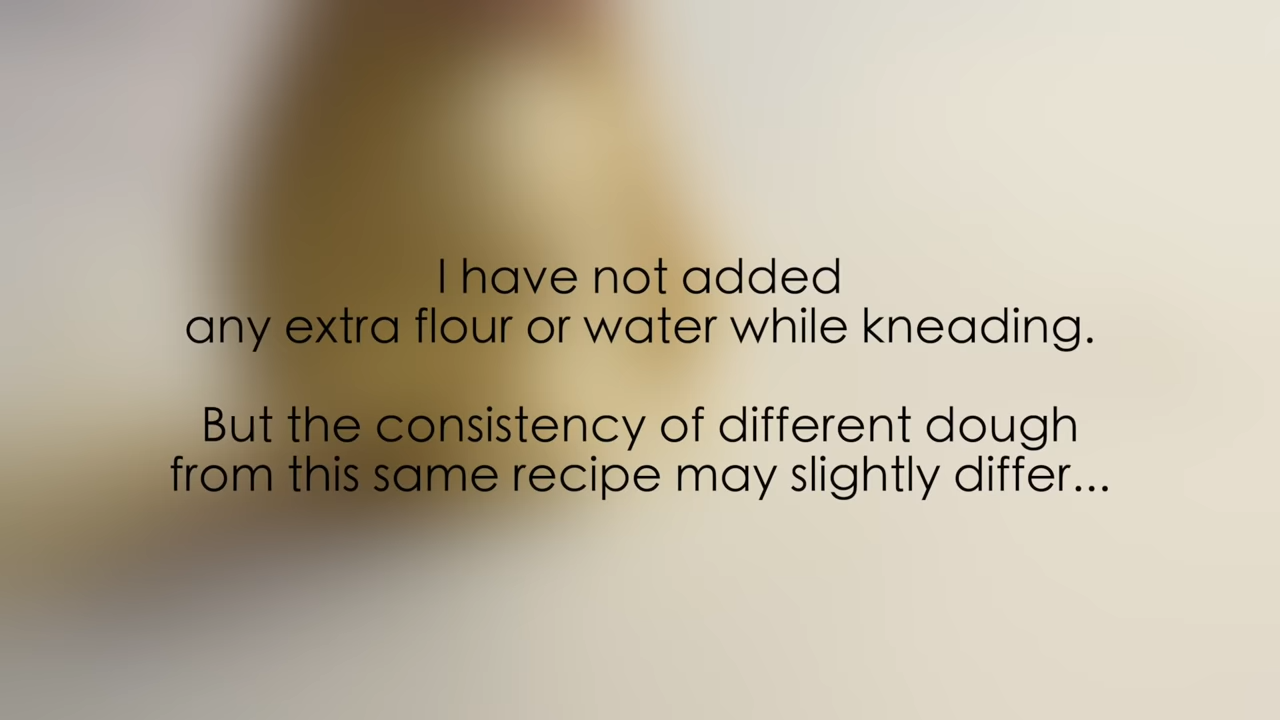 I have not added
any extra flour or water while kneading.
But the consistency of different dough
from this same recipe may slightly differ...